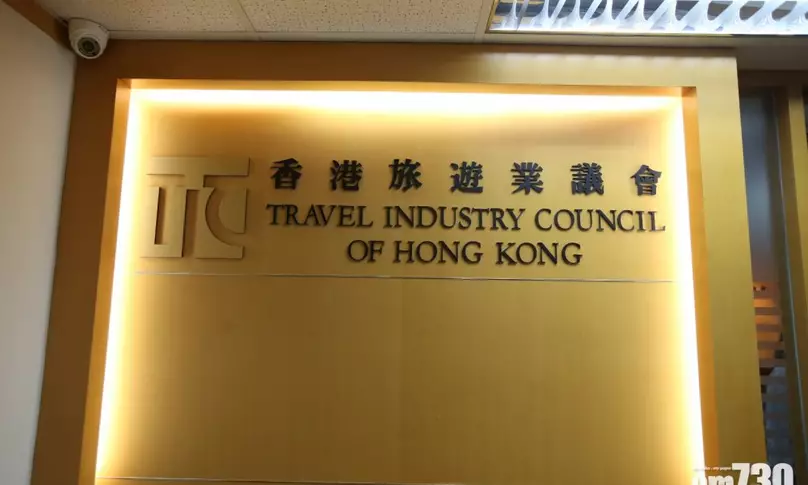 香港旅遊業議會
TRAVEL INDUSTRY COUNCIL
OF HONG KONG
am730